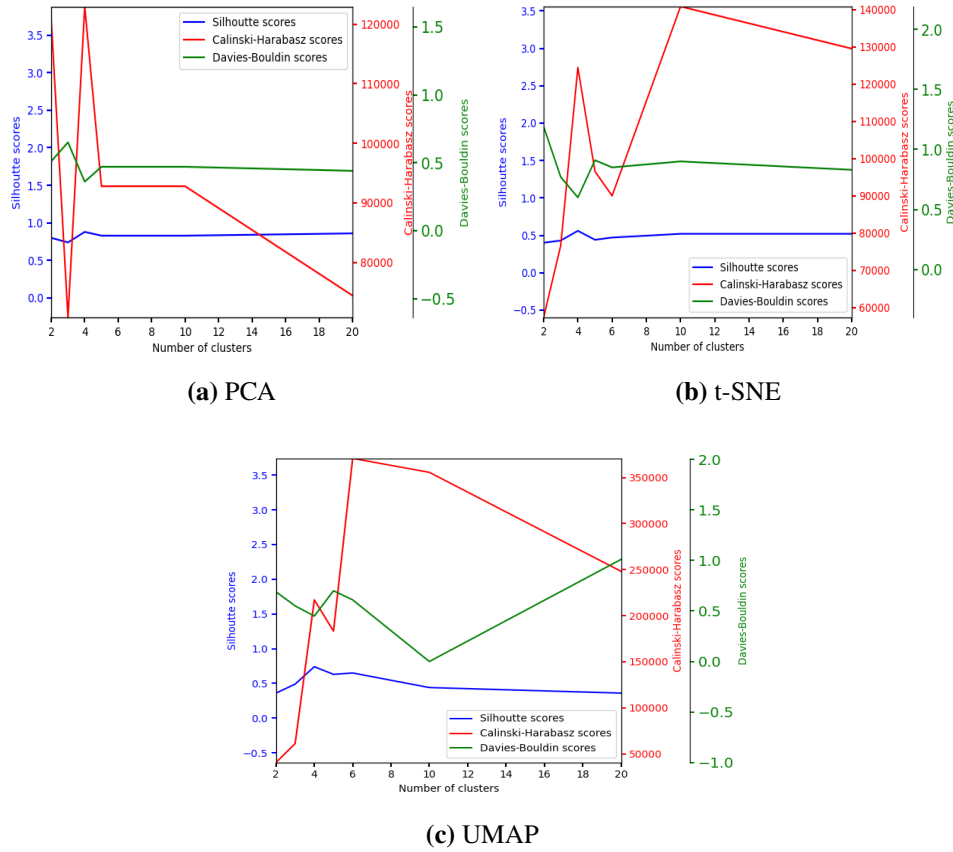 Silhoutte scores
Calinski-Harabasz scores
Davies-Bouldin scores
3.5
3.0
2.5
2.0
1.5
1.0
0.5
0.0
Silhoutte scores
120000
110000
100000
90000
80000
Calinski-Harabasz scores
1.5
1.0
0.5
0.0
−0.5
Davies-Bouldin scores
2 4 6 8 10 12 14 16 18 20
Number of clusters
(a) PCA
3.5
3.0
2.5
2.0
1.5
1.0
0.5
0.0
−0.5
Silhoutte scores
140000
130000
120000
110000
100000
90000
80000
70000
60000
Calinski-Harabasz scores
2.0
1.5
1.0
0.5
0.0
Davies-Bouldin scores
Silhoutte scores
Calinski-Harabasz scores
Davies-Bouldin scores
2 4 6 8 10 12 14 16 18 20
Number of clusters
(b) t-SNE
3.5
3.0
2.5
2.0
1.5
1.0
0.5
0.0
−0.5
Silhoutte scores
350000
300000
250000
200000
150000
100000
50000
Calinski-Harabasz scores
2.0
1.5
1.0
0.5
0.0
−0.5
−1.0
Davies-Bouldin scores
Silhoutte scores
Calinski-Harabasz scores
Davies-Bouldin scores
2 4 6 8 10 12 14 16 18 20
Number of clusters
(c) UMAP